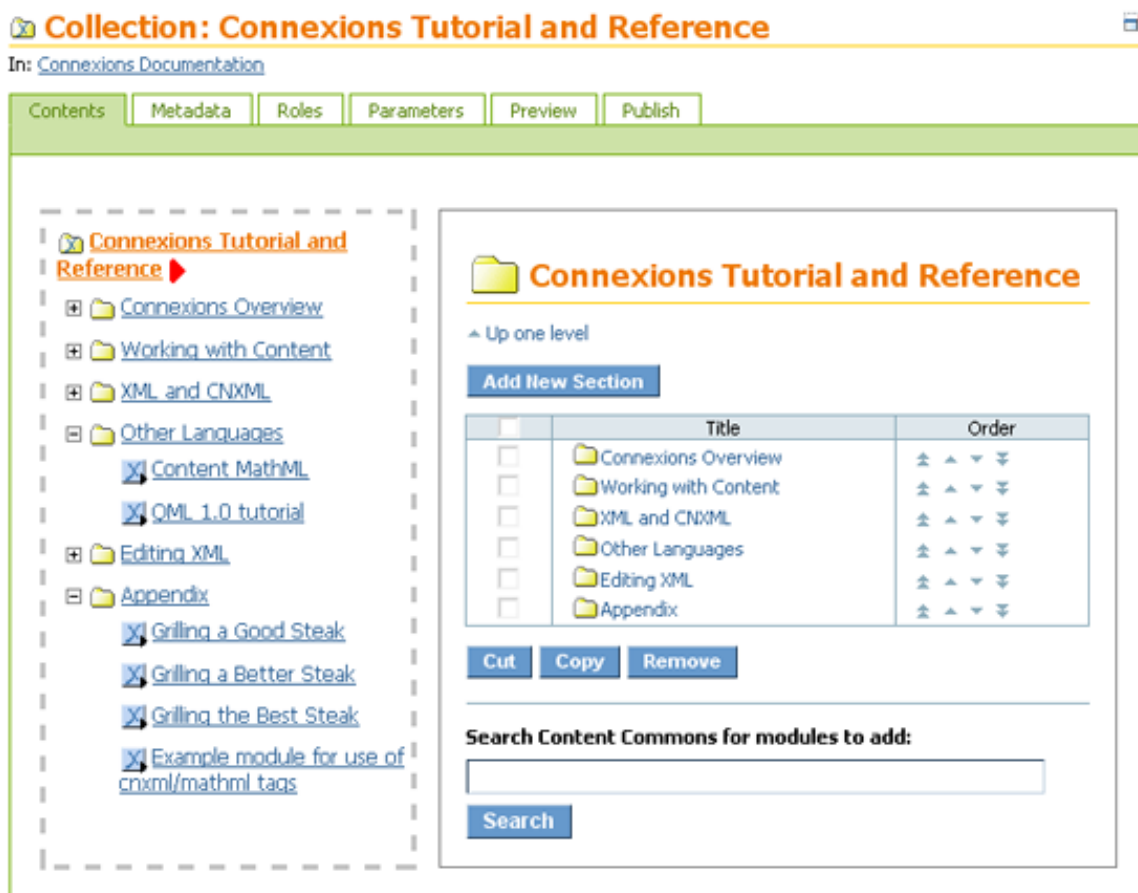 Collection: Connexions Tutorial and Reference
In: Connexions Documentation
Contents Metadata Roles Parameters Preview Publish
Connexions Tutorial and
Reference
Connexions Overview
Working with Content
XML and CNXML
Other Languages
Content MathML
QML 1.0 tutorial
Editing XML
Appendix
Grilling a Good Steak
Grilling a Better Steak
Grilling the Best Steak
Example module for use of
cnxml/mathml tags
Connexions Tutorial and Reference
Up one level
Add New Section
Title Order
Connexions Overview
Working with Content
XML and CNXML
Other Languages
Editing XML
Appendix
Cut Copy Remove
Search Content Commons for modules to add:
Search